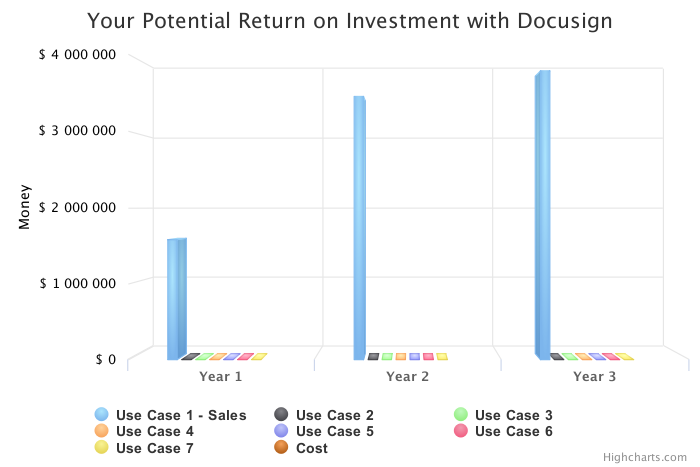 Your Potential Return on Investment with Docusign
$ 4 000 000
$ 3 000 000
$ 2 000 000
$ 1 000 000
$ 0
Money
Year 1 Year 2 Year 3
Use Case 1 - Sales Use Case 2 Use Case 3
Use Case 4 Use Case 5 Use Case 6
Use Case 7 Cost
Highcharts.com